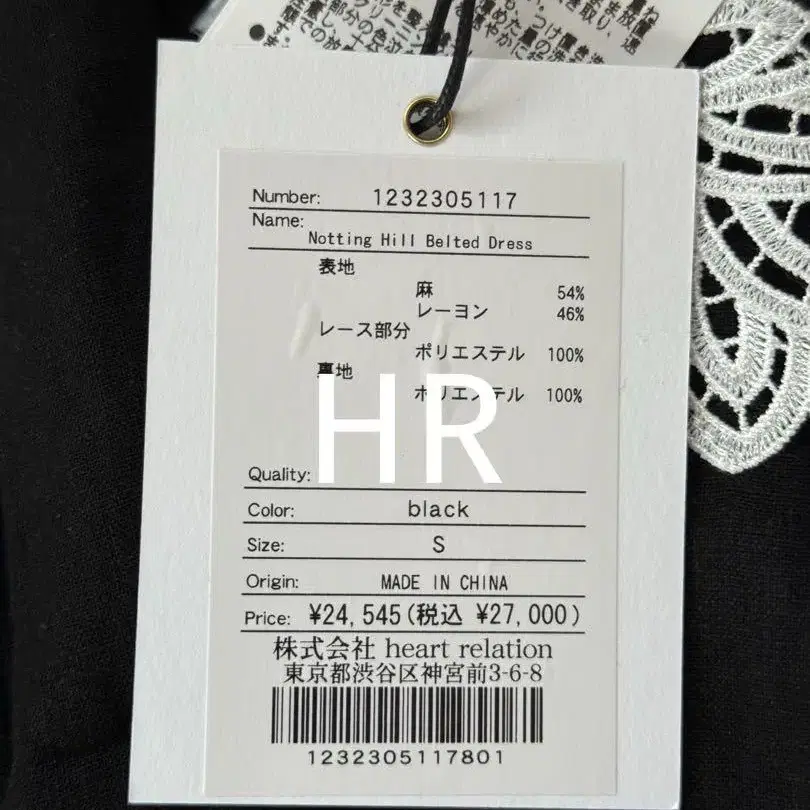 Number: 1232305117
Name:
Notting Hill Belted Dress
表地
麻 54%
レーヨン 46%
レース部分
ポリエステル 100%
裏地
ポリエステル 100%
HR
Quality:
Color: black
Size: S
Origin: MADE IN CHINA
Price: ¥24,545(税込 ¥27,000)
株式会社 heart relation
東京都渋谷区神宮前3-6-8
1232305117801